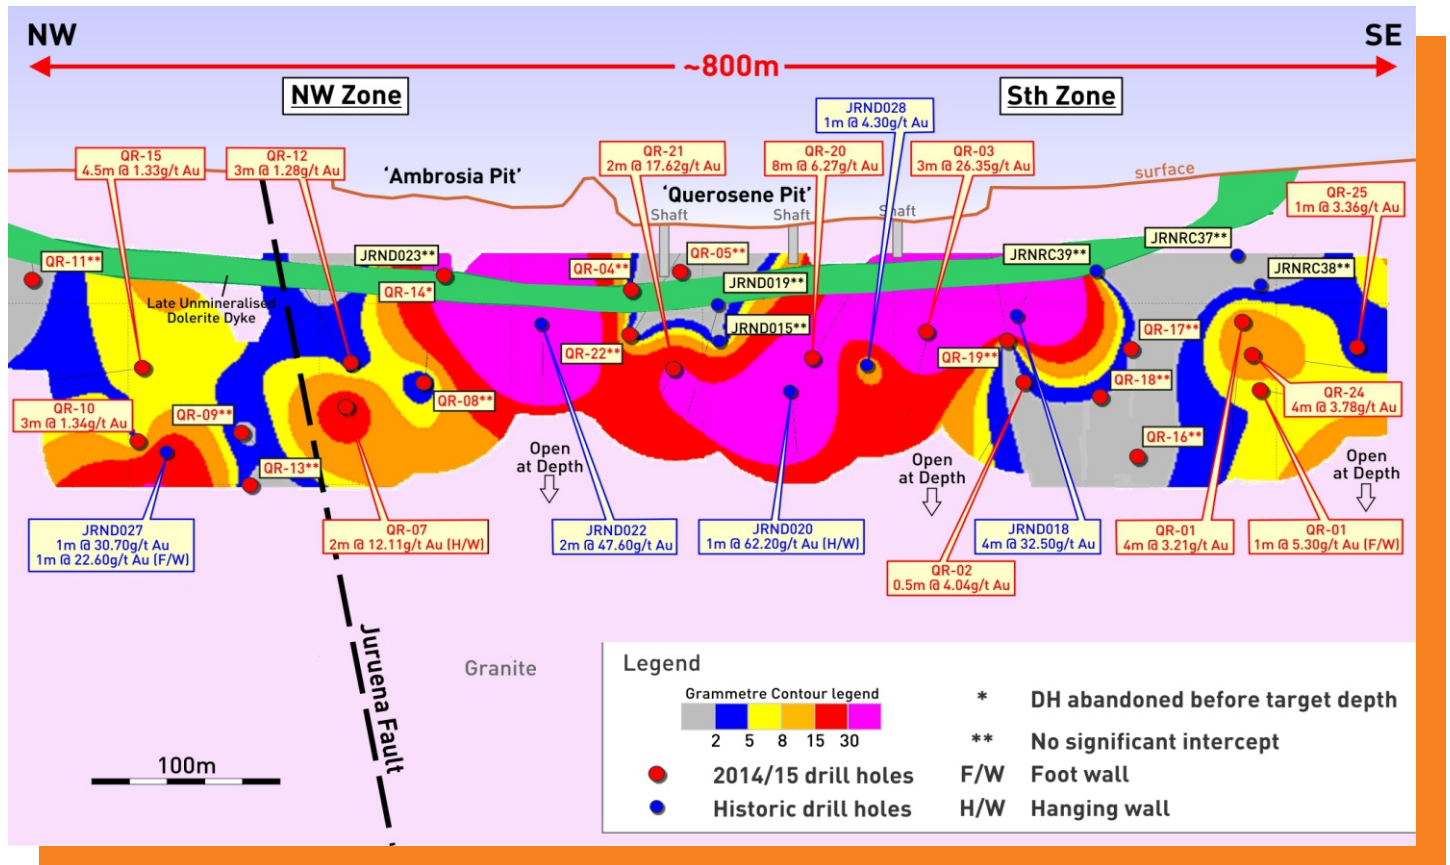 NW
SE
~800m
NW Zone
Sth Zone
JRND028
1m @ 4.30g/t Au
QR-15
4.5m @ 1.33g/t Au
QR-12
3m @ 1.28g/t Au
'Ambrosia Pit'
QR-21
2m @ 17.62g/t Au
QR-20
8m @ 6.27g/t Au
QR-03
3m @ 26.35g/t Au
surface
'Querosene Pit'
Shaft
Shaft
Shaft
QR-25
1m @ 3.36g/t Au
QR-11**
JRND023**
QR-04**
QR-05**
JRNRC39**
JRNRC37**
JRNRC38**
QR-14*
JRND019**
Late Unmineralised
Dolerite Dyke
JRND015**
QR-22**
QR-19**
QR-17**
QR-18**
QR-10
3m @ 1.34g/t Au
QR-09**
QR-08**
QR-24
4m @ 3.78g/t Au
QR-13**
QR-16**
Open
at Depth
Open
at Depth
Open
at Depth
JRND027
1m @ 30.70g/t Au
1m @ 22.60g/t Au (F/W)
QR-07
2m @ 12.11g/t Au (H/W)
JRND022
2m @ 47.60g/t Au
JRND020
1m @ 62.20g/t Au (H/W)
JRND018
4m @ 32.50g/t Au
QR-01
4m @ 3.21g/t Au
QR-01
1m @ 5.30g/t Au (F/W)
QR-02
0.5m @ 4.04g/t Au
Juruena Fault
Granite
100m
Legend
Grammetre Contour legend
2 5 8 15 30
2014/15 drill holes
Historic drill holes
* DH abandoned before target depth
** No significant intercept
F/W Foot wall
H/W Hanging wall